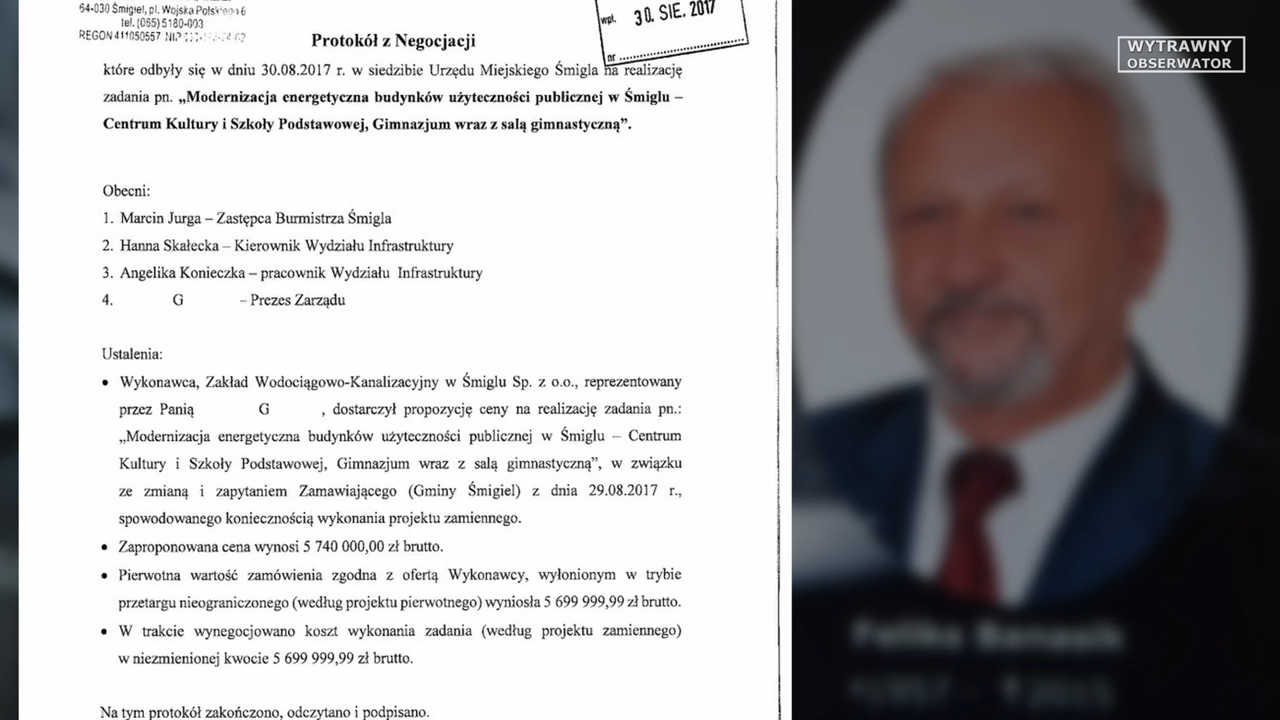 64-030 Śmigiel, pl. Wojska Polskiego 6
tel. (065) 5180-003
REGON 411050557 NIP
wpł. 30. SIE. 2017
nr
WYTRAWNY
OBSERWATOR
Protokół z Negocjacji
które odbyły się w dniu 30.08.2017 r. w siedzibie Urzędu Miejskiego Śmigla na realizację
zadania pn. „Modernizacja energetyczna budynków użyteczności publicznej w Śmiglu –
Centrum Kultury i Szkoły Podstawowej, Gimnazjum wraz z salą gimnastyczną”.
Obecni:
1. Marcin Jurga – Zastępca Burmistrza Śmigla
2. Hanna Skałecka – Kierownik Wydziału Infrastruktury
3. Angelika Konieczka – pracownik Wydziału Infrastruktury
4. G – Prezes Zarządu
Ustalenia:
• Wykonawca, Zakład Wodociągowo-Kanalizacyjny w Śmiglu Sp. z o.o., reprezentowany
przez Panią G , dostarczył propozycję ceny na realizację zadania pn.:
„Modernizacja energetyczna budynków użyteczności publicznej w Śmiglu – Centrum
Kultury i Szkoły Podstawowej, Gimnazjum wraz z salą gimnastyczną”, w związku
ze zmianą i zapytaniem Zamawiającego (Gminy Śmigiel) z dnia 29.08.2017 r.,
spowodowanego koniecznością wykonania projektu zamiennego.
• Zaproponowana cena wynosi 5 740 000,00 zł brutto.
• Pierwotna wartość zamówienia zgodna z ofertą Wykonawcy, wyłonionym w trybie
przetargu nieograniczonego (według projektu pierwotnego) wyniosła 5 699 999,99 zł brutto.
• W trakcie wynegocjowano koszt wykonania zadania (według projektu zamiennego)
w niezmienionej kwocie 5 699 999,99 zł brutto.
Na tym protokół zakończono, odczytano i podpisano.
Feliks Banasik
*1957 - †2015